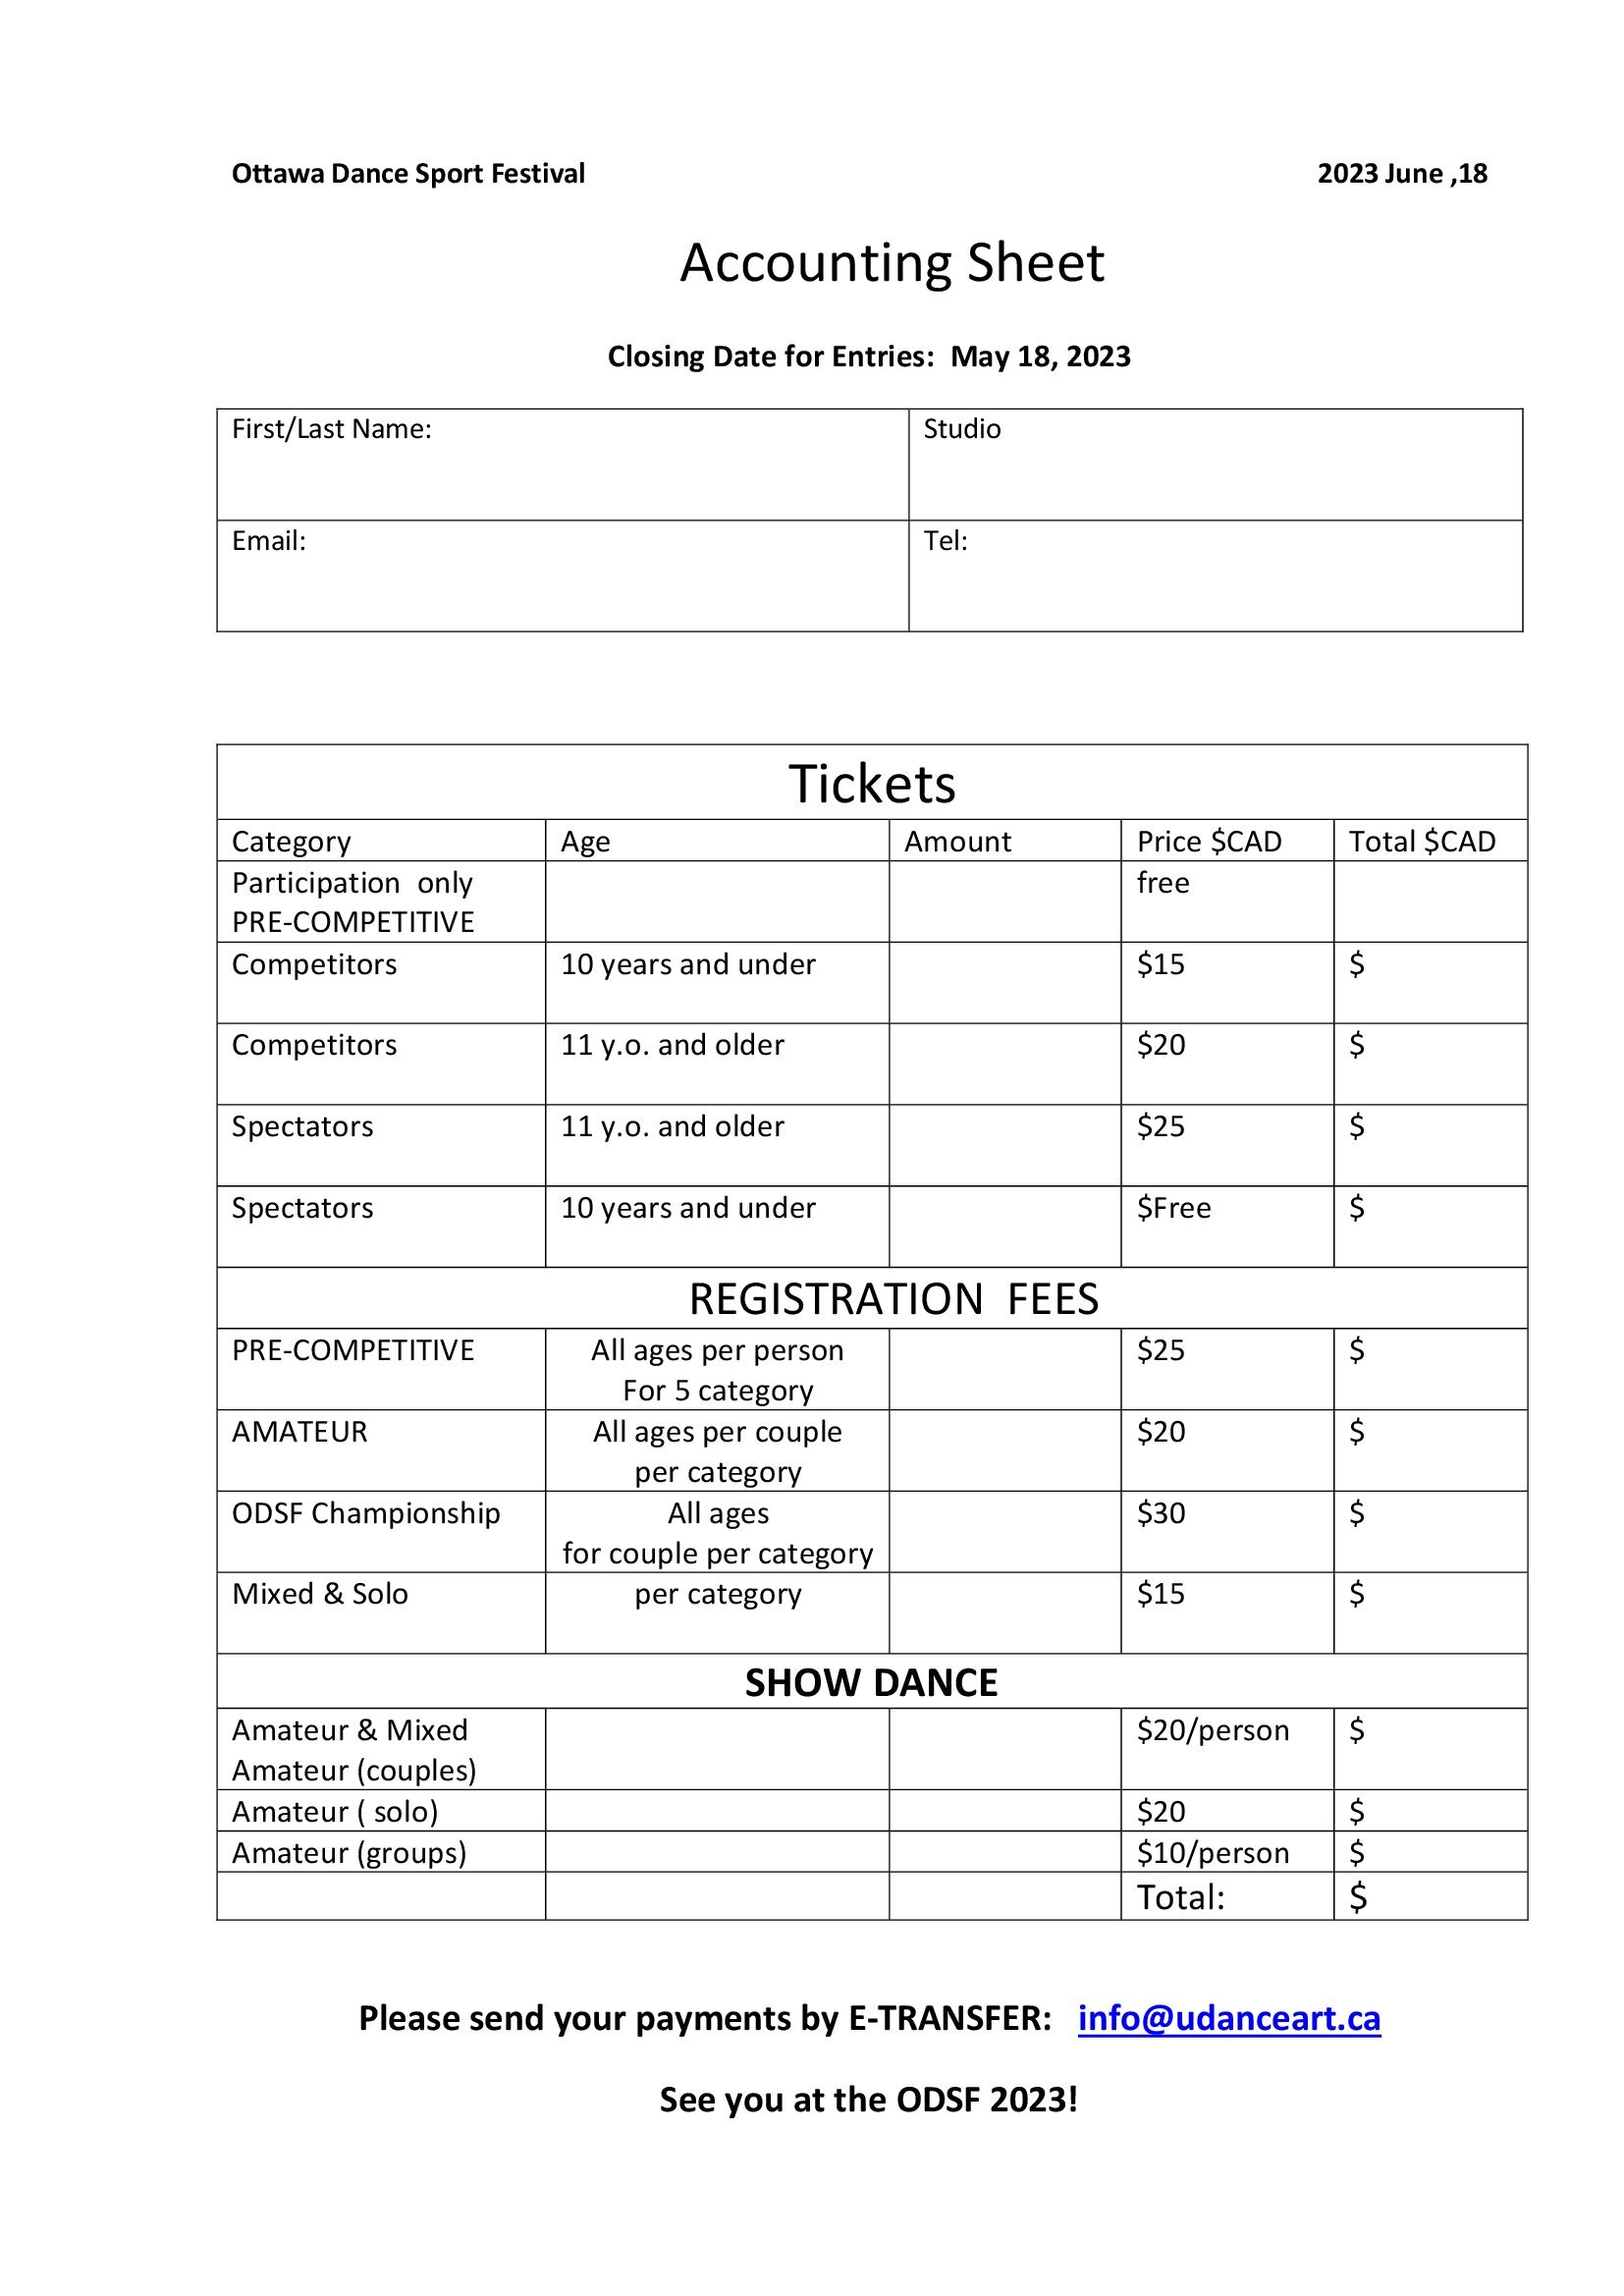 Ottawa Dance Sport Festival 2023 June ,18
Accounting Sheet
Closing Date for Entries:  May 18, 2023
First/Last Name: Studio
Email: Tel:
Tickets
Category Age Amount Price $CAD Total $CAD
Participation  only free
PRE-COMPETITIVE
Competitors 10 years and under $15 $
Competitors 11 y.o. and older $20 $
Spectators 11 y.o. and older $25 $
Spectators 10 years and under $Free $
REGISTRATION  FEES
PRE-COMPETITIVE All ages per person $25 $
For 5 category
AMATEUR All ages per couple $20 $
per category
ODSF Championship All ages $30 $
for couple per category
Mixed & Solo per category $15 $
SHOW DANCE
Amateur & Mixed $20/person $
Amateur (couples)
Amateur ( solo) $20 $
Amateur (groups) $10/person $
Total: $
Please send your payments by E-TRANSFER:   info@udanceart.ca
See you at the ODSF 2023!